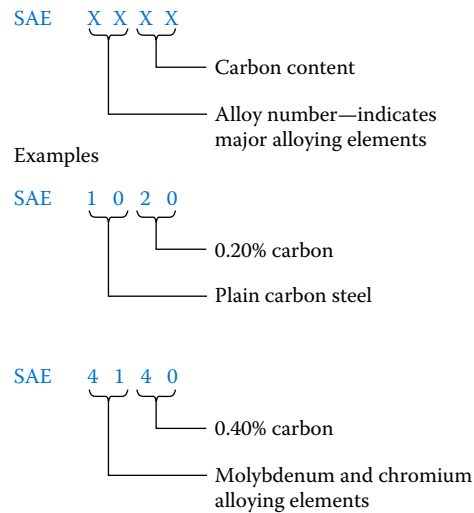 SAE X X X X
Carbon content
Alloy number—indicates
major alloying elements
Examples
SAE 1 0 2 0
0.20% carbon
Plain carbon steel
SAE 4 1 4 0
0.40% carbon
Molybdenum and chromium
alloying elements